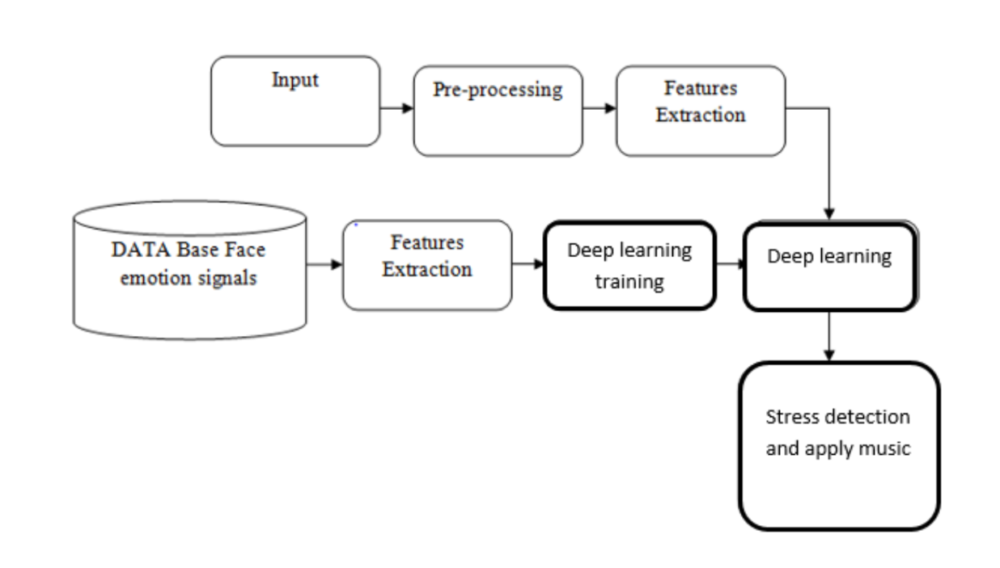 Input
Pre-processing
Features
Extraction
DATA Base Face
emotion signals
Features
Extraction
Deep learning
training
Deep learning
Stress detection
and apply music